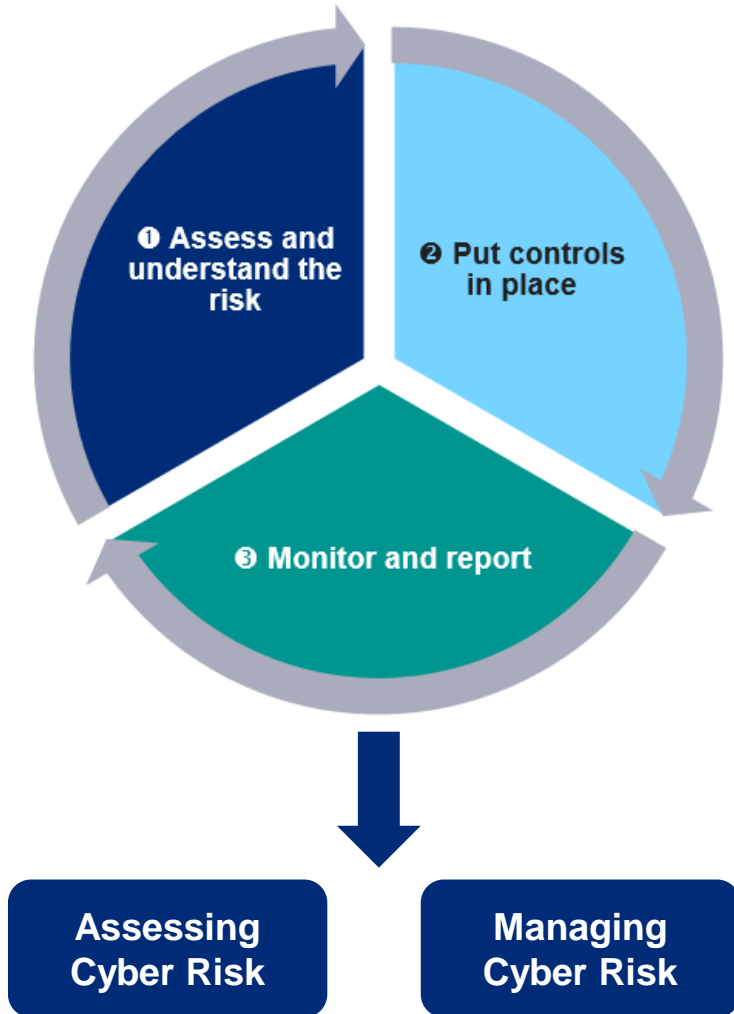 ❶ Assess and
understand the
risk
❷ Put controls
in place
❸ Monitor and report
Assessing
Cyber Risk
Managing
Cyber Risk